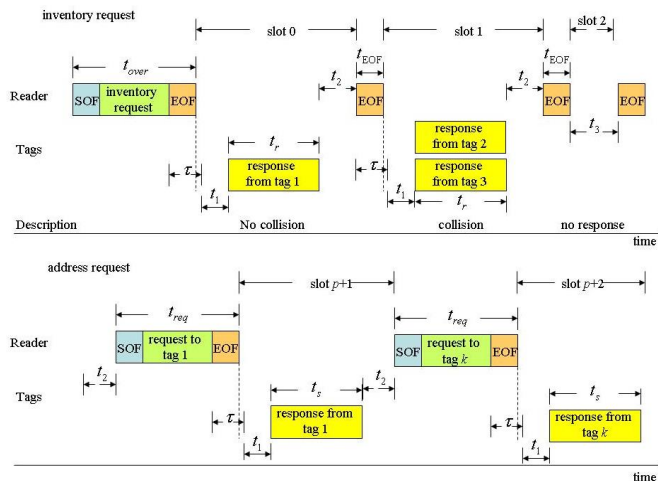 inventory request
slot 0
slot 1
slot 2
t_over
t_EOF
t_EOF
t_2
t_2
Reader
SOF
inventory
request
EOF
EOF
EOF
EOF
t_3
Tags
t_r
response
from tag 2
τ
response
from tag 1
τ
response
from tag 3
t_1
t_1
t_r
Description
No collision
collision
no response
time
address request
slot p+1
slot p+2
t_req
t_req
Reader
SOF
request to
tag 1
EOF
SOF
request to
tag k
EOF
t_2
t_s
t_2
t_s
Tags
τ
response from
tag 1
τ
response from
tag k
t_1
t_1
time